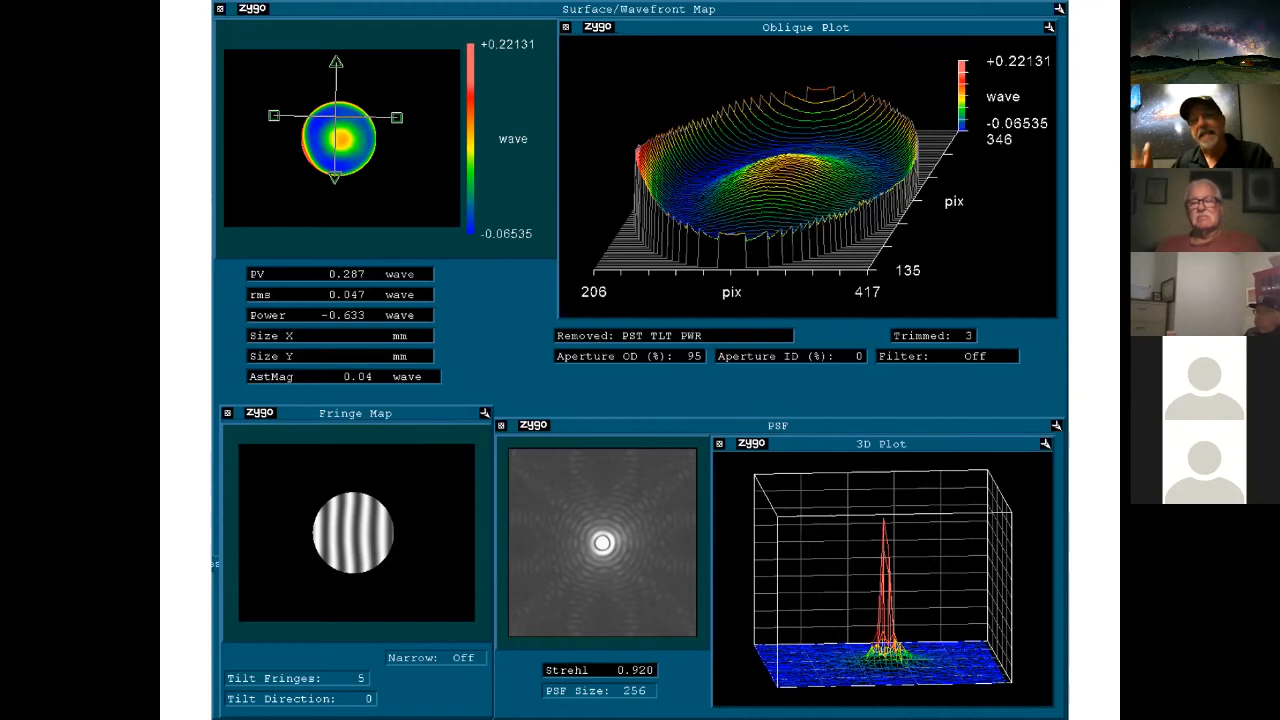 zygo Surface/Wavefront Map
+0.22131
wave
-0.06535
zygo Oblique Plot
+0.22131
wave
-0.06535
346
pix
135
206 pix 417
PV 0.287 wave
rms 0.047 wave
Power -0.633 wave
Size X mm
Size Y mm
AstMag 0.04 wave
Removed: PST TLT PWR Trimmed: 3
Aperture OD (%): 95 Aperture ID (%): 0 Filter: Off
zygo Fringe Map
Narrow: Off
Tilt Fringes: 5
Tilt Direction: 0
zygo PSF
zygo 3D Plot
Strehl 0.920
PSF Size: 256